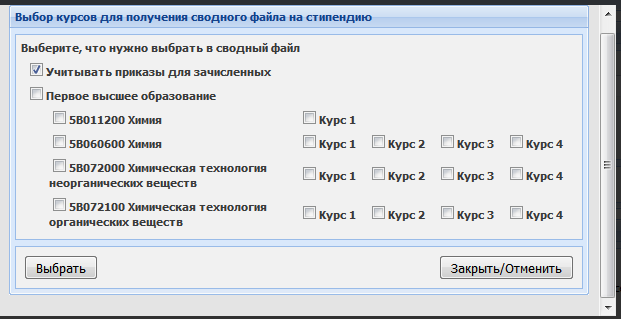 Выбор курсов для получения сводного файла на стипендию
Выберите, что нужно выбрать в сводный файл
Учитывать приказы для зачисленных
Первое высшее образование
5B011200 Химия Курс 1
5B060600 Химия Курс 1 Курс 2 Курс 3 Курс 4
5B072000 Химическая технология
неорганических веществ Курс 1 Курс 2 Курс 3 Курс 4
5B072100 Химическая технология
органических веществ Курс 1 Курс 2 Курс 3 Курс 4
Выбрать Закрыть/Отменить